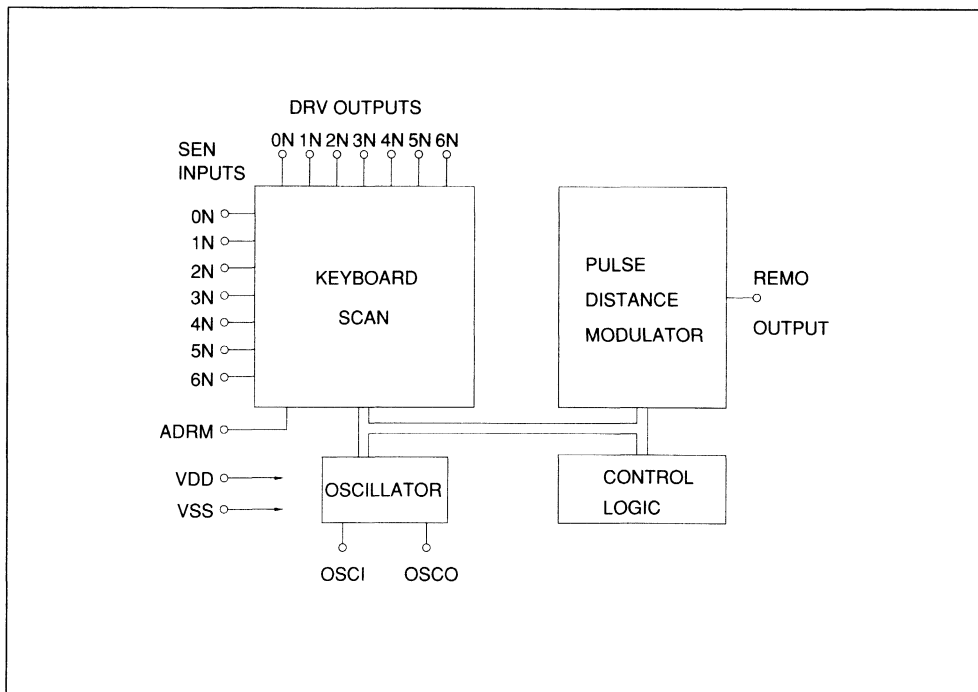 DRV OUTPUTS
0N 1N 2N 3N 4N 5N 6N
SEN
INPUTS
0N
1N
2N
3N
4N
5N
6N
KEYBOARD
SCAN
PULSE
DISTANCE
MODULATOR
REMO
OUTPUT
ADRM
VDD
VSS
OSCILLATOR
CONTROL
LOGIC
OSCI OSCO